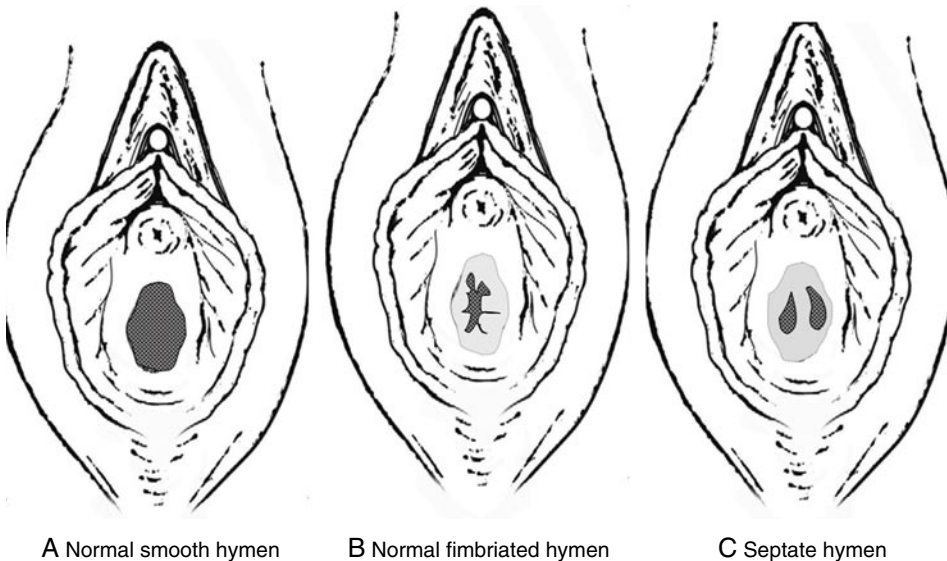 A Normal smooth hymen
B Normal fimbriated hymen
C Septate hymen